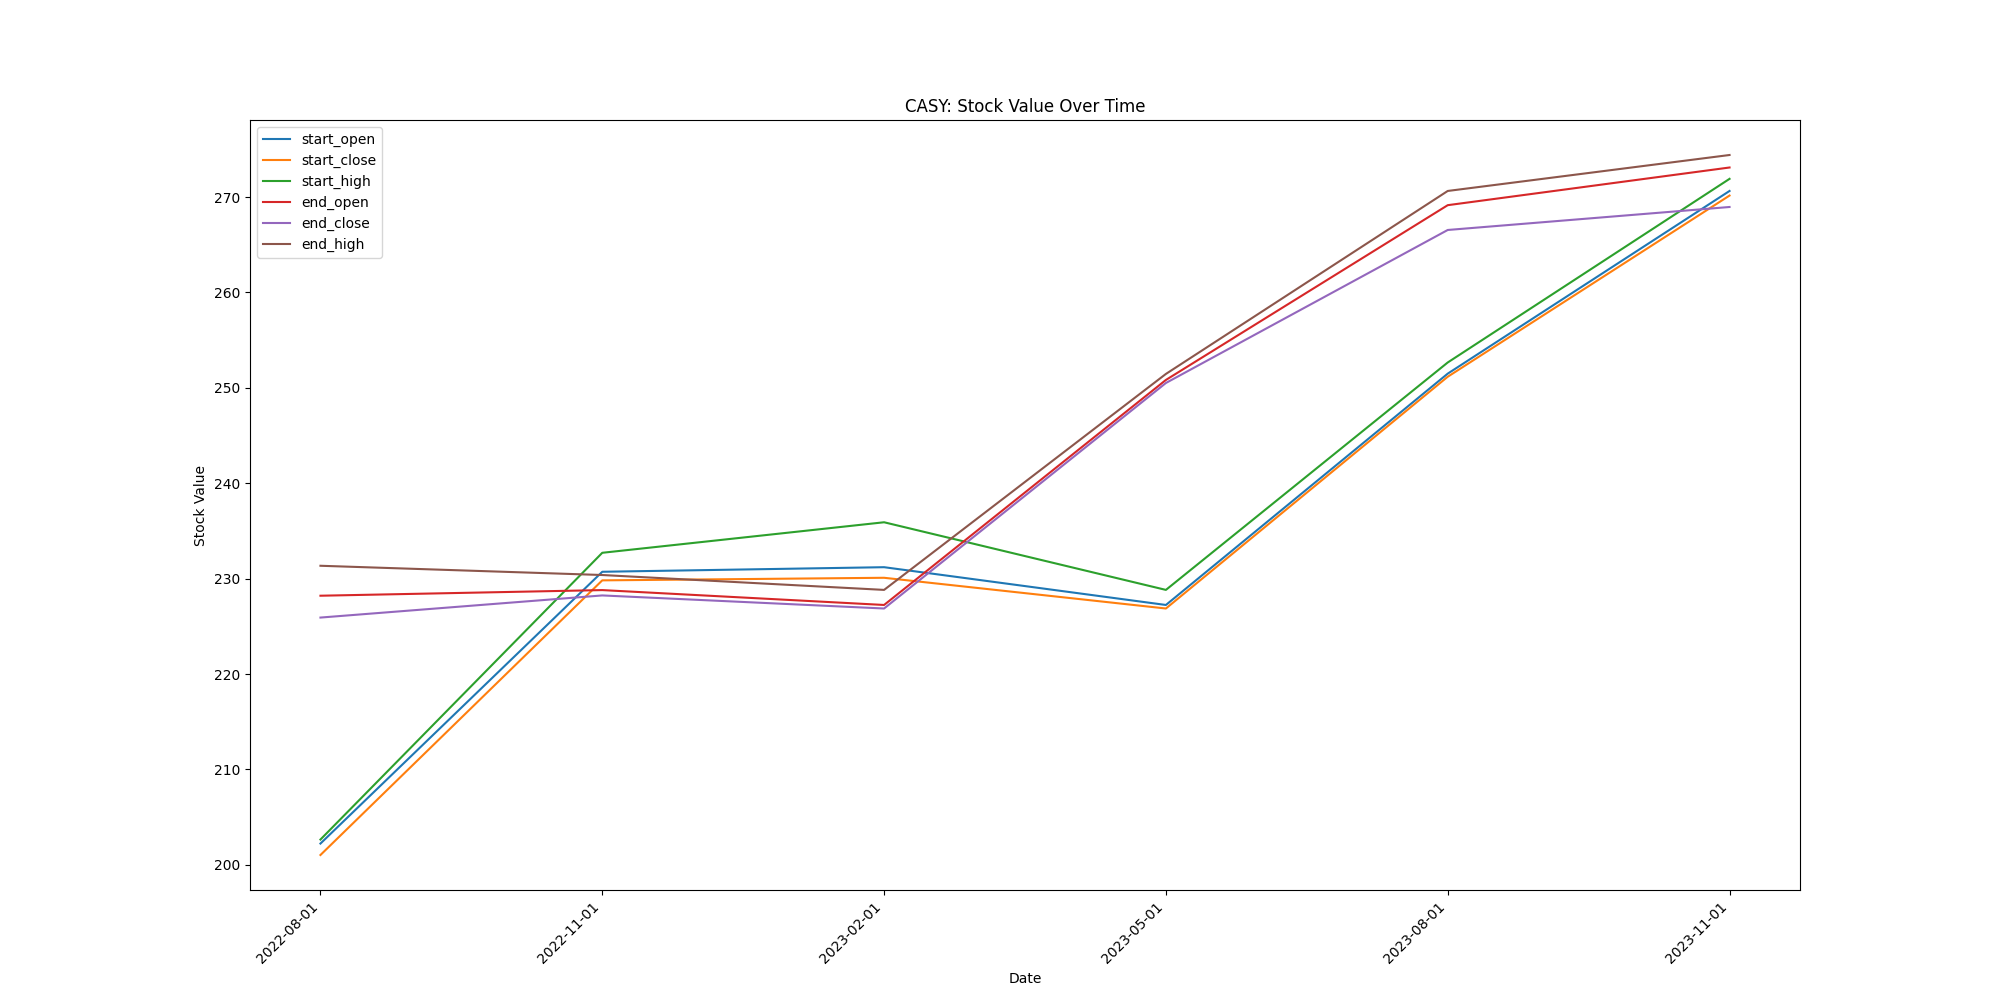 CASY: Stock Value Over Time
start_open
start_close
start_high
end_open
end_close
end_high
270
260
250
240
230
220
210
200
Stock Value
2022-08-01
2022-11-01
2023-02-01
2023-05-01
2023-08-01
2023-11-01
Date